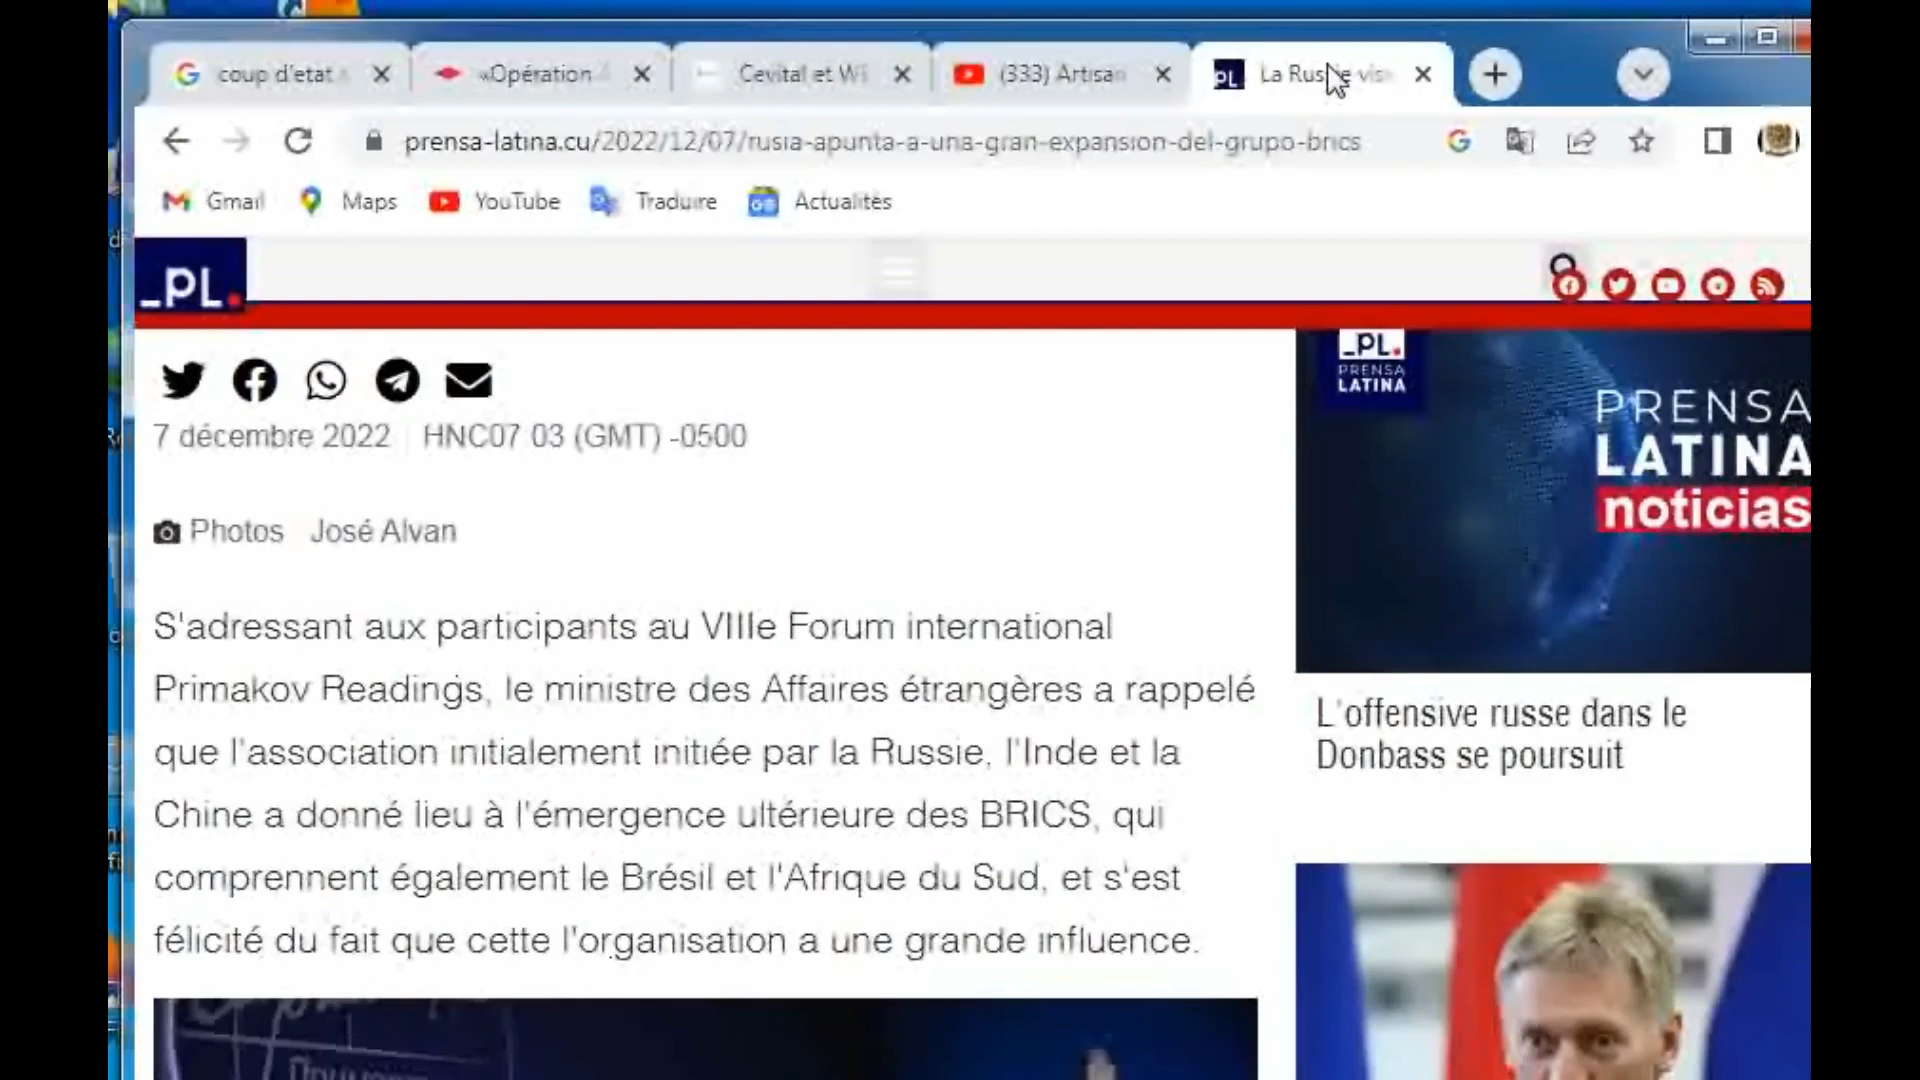 coup d'etat
«Opération
Cevital et
(333) Artisan
La Russie vis
prensa-latina.cu/2022/12/07/rusia-apunta-a-una-gran-expansion-del-grupo-brics
Gmail
Maps
YouTube
Traduire
Actualités
_PL.
7 décembre 2022
HNC07 03 (GMT) -0500
Photos José Alvan
S'adressant aux participants au VIIIe Forum international
Primakov Readings, le ministre des Affaires étrangères a rappelé
que l'association initialement initiée par la Russie, l'Inde et la
Chine a donné lieu à l'émergence ultérieure des BRICS, qui
comprennent également le Brésil et l'Afrique du Sud, et s'est
félicité du fait que cette l'organisation a une grande influence.
_PL.
PRENSA
LATINA
PRENSA
LATINA
noticias
L'offensive russe dans le
Donbass se poursuit